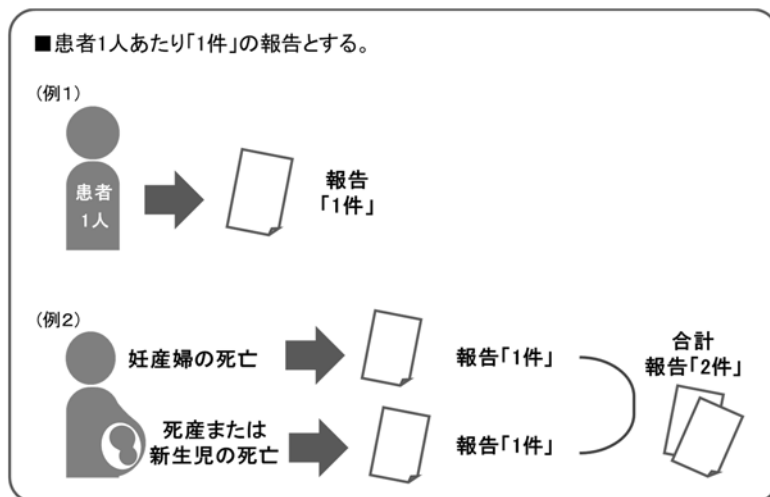 ■患者1人あたり「1件」の報告とする。
(例1)
患者
1人
報告
「1件」
(例2)
妊産婦の死亡
報告「1件」
死産または
新生児の死亡
報告「1件」
合計
報告「2件」